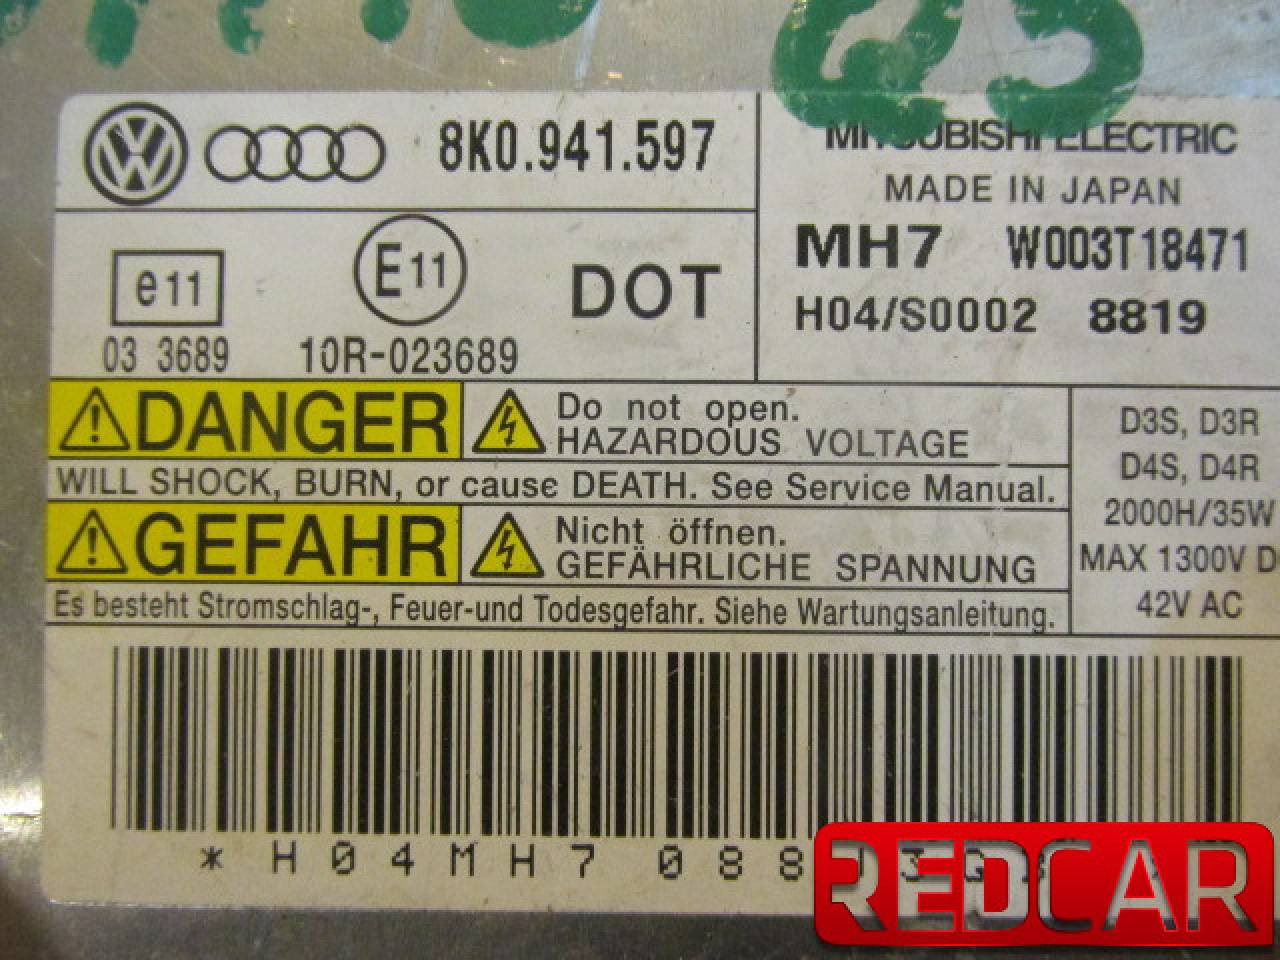 8K0.941.597
MITSUBISHI ELECTRIC
MADE IN JAPAN
MH7 W003T18471
H04/S0002 8819
e11
E11
DOT
03 3689
10R-023689
DANGER
Do not open.
HAZARDOUS VOLTAGE
WILL SHOCK, BURN, or cause DEATH. See Service Manual.
GEFAHR
Nicht öffnen.
GEFÄHRLICHE SPANNUNG
Es besteht Stromschlag-, Feuer-und Todesgefahr. Siehe Wartungsanleitung.
D3S, D3R
D4S, D4R
2000H/35W
MAX 1300V D
42V AC
REDCAR